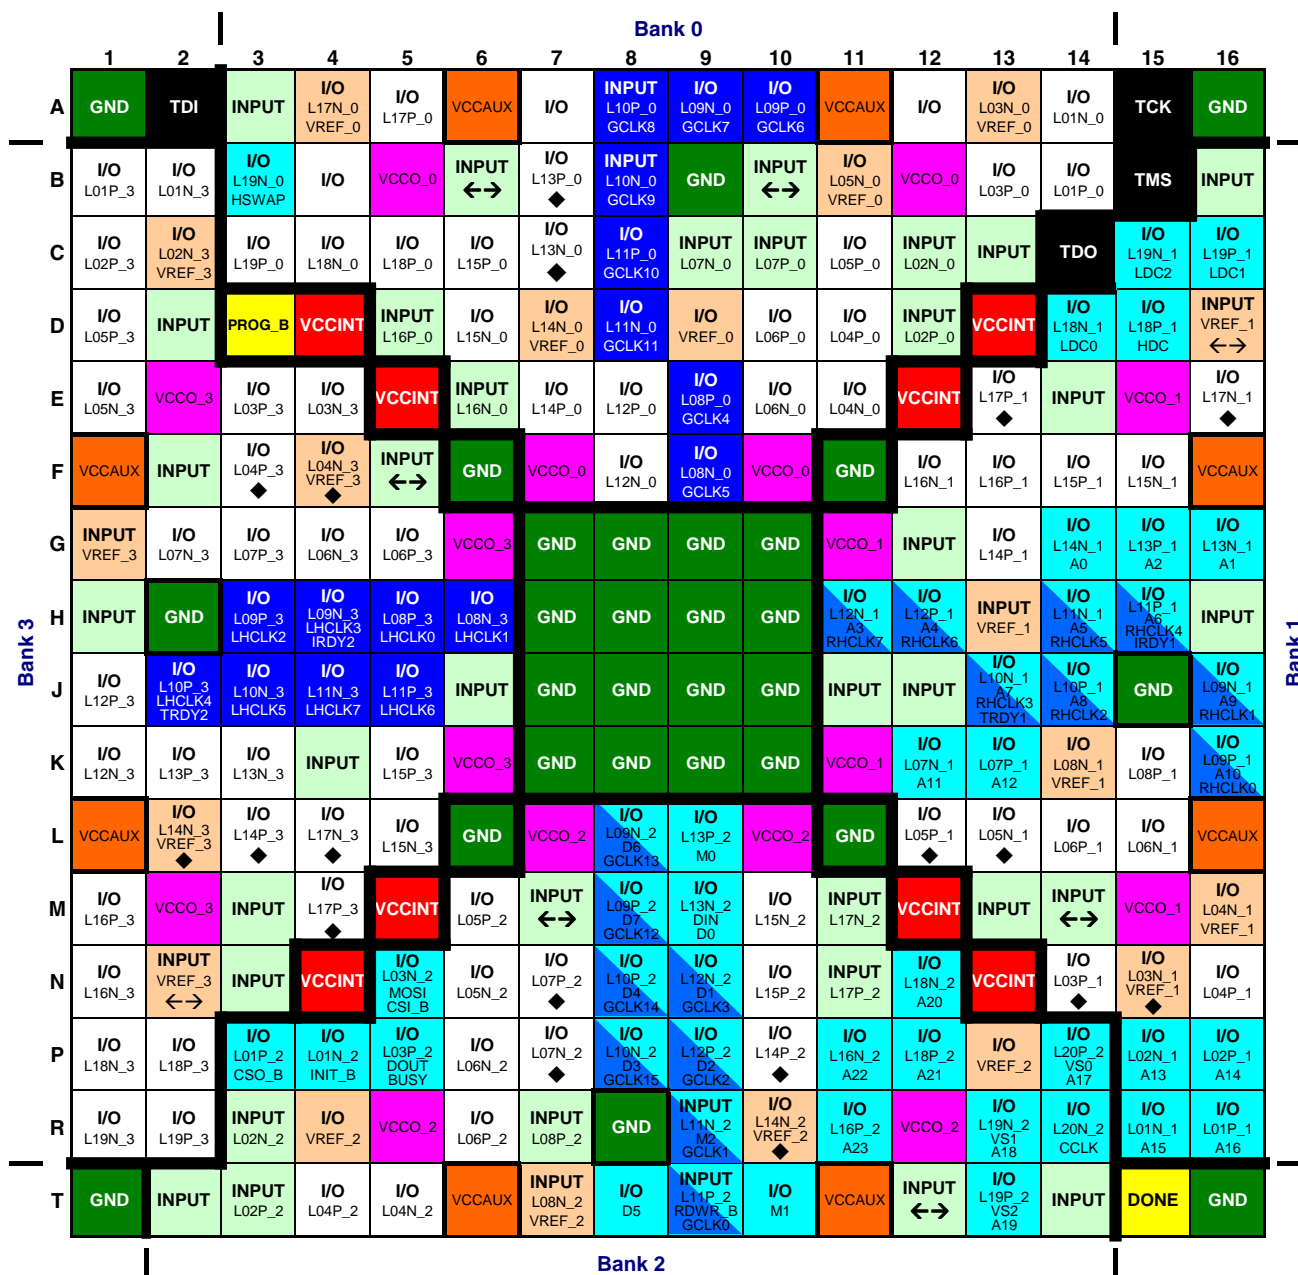 Bank 0
1 2 3 4 5 6 7 8 9 10 11 12 13 14 15 16
A GND TDI INPUT I/O L17N_0 VREF_0 I/O L17P_0 VCCAUX I/O INPUT L10P_0 GCLK8 I/O L09N_0 GCLK7 I/O L09P_0 GCLK6 VCCAUX I/O I/O L03N_0 VREF_0 I/O L01N_0 TCK GND
B I/O L01P_3 I/O L01N_3 I/O L19N_0 HSWAP I/O VCCO_0 INPUT ←→ I/O L13P_0 ◆ INPUT L10N_0 GCLK9 GND INPUT ←→ I/O L05N_0 VREF_0 VCCO_0 I/O L03P_0 I/O L01P_0 TMS INPUT
C I/O L02P_3 I/O L02N_3 VREF_3 I/O L19P_0 I/O L18N_0 I/O L18P_0 I/O L15P_0 I/O L13N_0 ◆ I/O L11P_0 GCLK10 INPUT L07N_0 INPUT L07P_0 I/O L05P_0 INPUT L02N_0 INPUT TDO I/O L19N_1 LDC2 I/O L19P_1 LDC1
D I/O L05P_3 INPUT PROG_B VCCINT INPUT L16P_0 I/O L15N_0 I/O L14N_0 VREF_0 I/O L11N_0 GCLK11 I/O VREF_0 I/O L06P_0 I/O L04P_0 INPUT L02P_0 VCCINT I/O L18N_1 LDC0 I/O L18P_1 HDC INPUT VREF_1 ←→
E I/O L05N_3 VCCO_3 I/O L03P_3 I/O L03N_3 VCCINT INPUT L16N_0 I/O L14P_0 I/O L12P_0 I/O L08P_0 GCLK4 I/O L06N_0 I/O L04N_0 VCCINT I/O L17P_1 ◆ INPUT VCCO_1 I/O L17N_1 ◆
F VCCAUX INPUT I/O L04P_3 ◆ I/O L04N_3 VREF_3 ◆ INPUT ←→ GND VCCO_0 I/O L12N_0 I/O L08N_0 GCLK5 VCCO_0 GND I/O L16N_1 I/O L16P_1 I/O L15P_1 I/O L15N_1 VCCAUX
G INPUT VREF_3 I/O L07N_3 I/O L07P_3 I/O L06N_3 I/O L06P_3 VCCO_3 GND GND GND GND VCCO_1 INPUT I/O L14P_1 I/O L14N_1 A0 I/O L13P_1 A2 I/O L13N_1 A1
H INPUT GND I/O L09P_3 LHCLK2 I/O L09N_3 LHCLK3 IRDY2 I/O L08P_3 LHCLK0 I/O L08N_3 LHCLK1 GND GND GND GND I/O L12N_1 A3 RHCLK7 I/O L12P_1 A4 RHCLK6 INPUT VREF_1 I/O L11N_1 A5 RHCLK5 I/O L11P_1 A6 RHCLK4 IRDY1 INPUT
Bank 3
Bank 1
J I/O L12P_3 I/O L10P_3 LHCLK4 TRDY2 I/O L10N_3 LHCLK5 I/O L11N_3 LHCLK7 I/O L11P_3 LHCLK6 INPUT GND GND GND GND INPUT INPUT I/O L10N_1 A7 RHCLK3 TRDY1 I/O L10P_1 A8 RHCLK2 GND I/O L09N_1 A9 RHCLK1
K I/O L12N_3 I/O L13P_3 I/O L13N_3 INPUT I/O L15P_3 VCCO_3 GND GND GND GND VCCO_1 I/O L07N_1 A11 I/O L07P_1 A12 I/O L08N_1 VREF_1 I/O L08P_1 I/O L09P_1 A10 RHCLK0
L VCCAUX I/O L14N_3 VREF_3 ◆ I/O L14P_3 ◆ I/O L17N_3 ◆ I/O L15N_3 GND VCCO_2 I/O L09N_2 D6 GCLK13 I/O L13P_2 M0 VCCO_2 GND I/O L05P_1 ◆ I/O L05N_1 ◆ I/O L06P_1 I/O L06N_1 VCCAUX
M I/O L16P_3 VCCO_3 INPUT I/O L17P_3 ◆ VCCINT I/O L05P_2 INPUT ←→ I/O L09P_2 D7 GCLK12 I/O L13N_2 DIN D0 I/O L15N_2 INPUT L17N_2 VCCINT INPUT INPUT ←→ VCCO_1 I/O L04N_1 VREF_1
N I/O L16N_3 INPUT VREF_3 ←→ INPUT VCCINT I/O L03N_2 MOSI CSI_B I/O L05N_2 I/O L07P_2 ◆ I/O L10P_2 D4 GCLK14 I/O L12N_2 D1 GCLK3 I/O L15P_2 INPUT L17P_2 I/O L18N_2 A20 VCCINT I/O L03P_1 ◆ I/O L03N_1 VREF_1 ◆ I/O L04P_1
P I/O L18N_3 I/O L18P_3 I/O L01P_2 CSO_B I/O L01N_2 INIT_B I/O L03P_2 DOUT BUSY I/O L06N_2 I/O L07N_2 ◆ I/O L10N_2 D3 GCLK15 I/O L12P_2 D2 GCLK2 I/O L14P_2 ◆ I/O L16N_2 A22 I/O L18P_2 A21 I/O VREF_2 I/O L20P_2 VS0 A17 I/O L02N_1 A13 I/O L02P_1 A14
R I/O L19N_3 I/O L19P_3 INPUT L02N_2 I/O VREF_2 VCCO_2 I/O L06P_2 INPUT L08P_2 GND INPUT L11N_2 M2 GCLK1 I/O L14N_2 VREF_2 ◆ I/O L16P_2 A23 VCCO_2 I/O L19N_2 VS1 A18 I/O L20N_2 CCLK I/O L01N_1 A15 I/O L01P_1 A16
T GND INPUT INPUT L02P_2 I/O L04P_2 I/O L04N_2 VCCAUX INPUT L08N_2 VREF_2 I/O D5 INPUT L11P_2 RDWR_B GCLK0 I/O M1 VCCAUX INPUT ←→ I/O L19P_2 VS2 A19 INPUT DONE GND
Bank 2